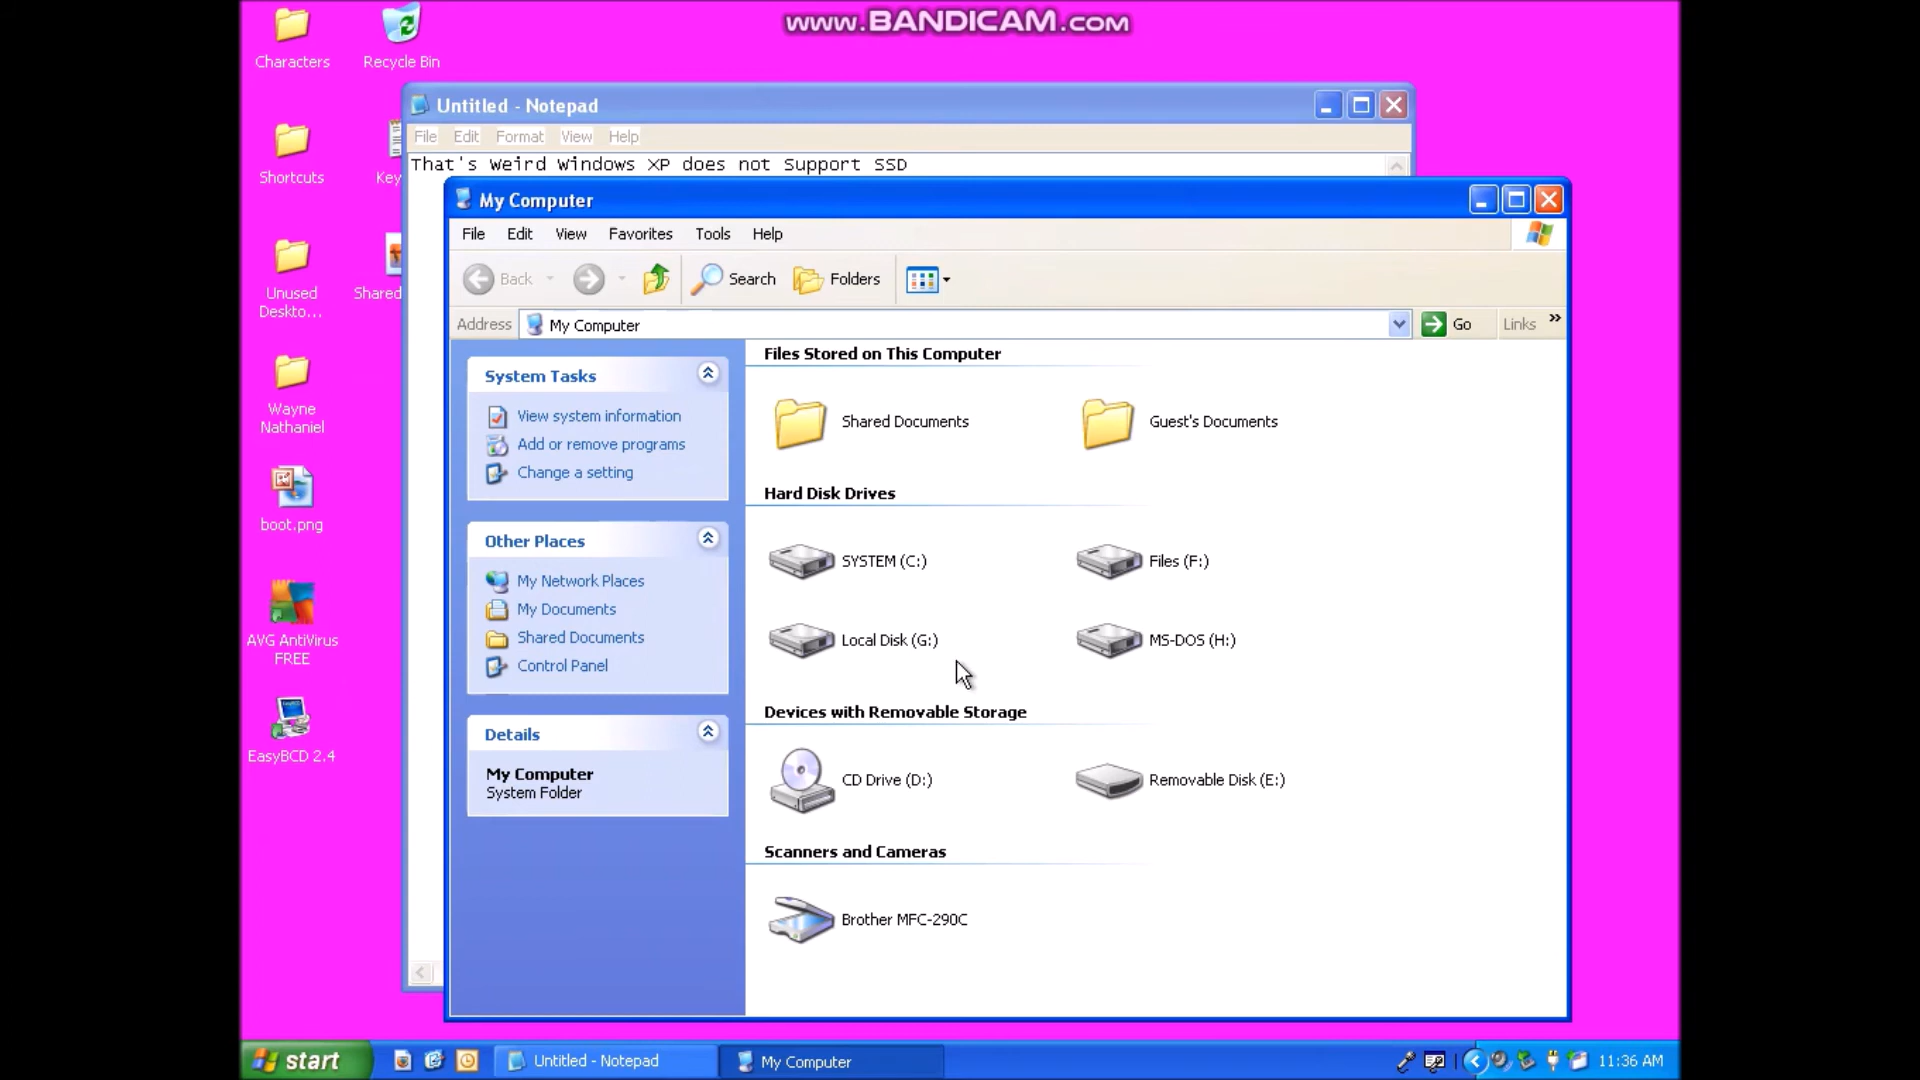 www.BANDICAM.com
Characters
Recycle Bin
Untitled - Notepad
File Edit Format View Help
That's Weird Windows XP does not Support SSD
Shortcuts
Key
My Computer
File Edit View Favorites Tools Help
Back
Search
Folders
Address
My Computer
Go
Links
Unused
Deskto...
Shared
Wayne
Nathaniel
boot.png
AVG AntiVirus
FREE
EasyBCD 2.4
System Tasks
View system information
Add or remove programs
Change a setting
Other Places
My Network Places
My Documents
Shared Documents
Control Panel
Details
My Computer
System Folder
Files Stored on This Computer
Shared Documents
Guest's Documents
Hard Disk Drives
SYSTEM (C:)
Files (F:)
Local Disk (G:)
MS-DOS (H:)
Devices with Removable Storage
CD Drive (D:)
Removable Disk (E:)
Scanners and Cameras
Brother MFC-290C
start
Untitled - Notepad
My Computer
11:36 AM